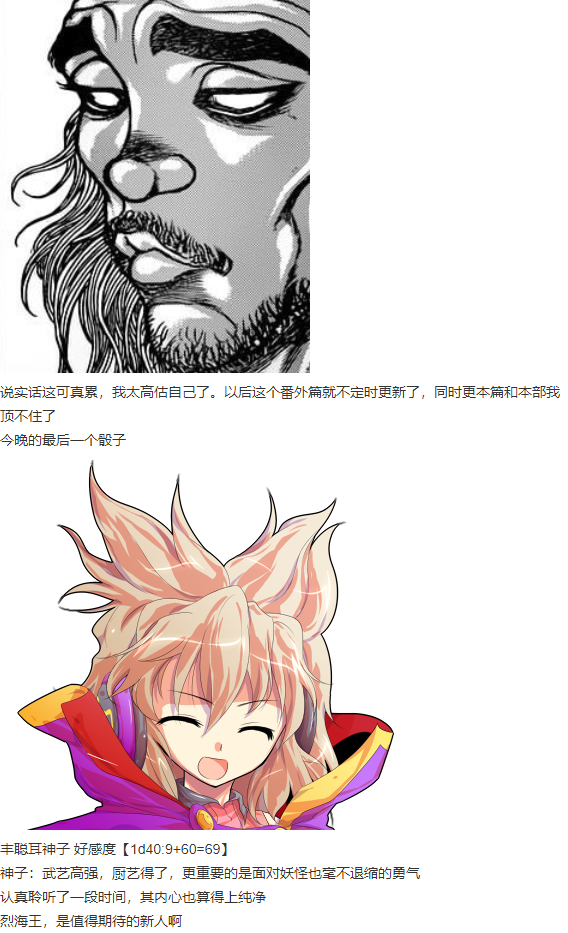 说实话这可真累，我太高估自己了。以后这个番外篇就不定时更新了，同时更本篇和本部我
顶不住了
今晚的最后一个骰子
丰聪耳神子 好感度【1d40:9+60=69】
神子：武艺高强，厨艺得了，更重要的是面对妖怪也毫不退缩的勇气
认真聆听了一段时间，其内心也算得上纯净
烈海王，是值得期待的新人啊